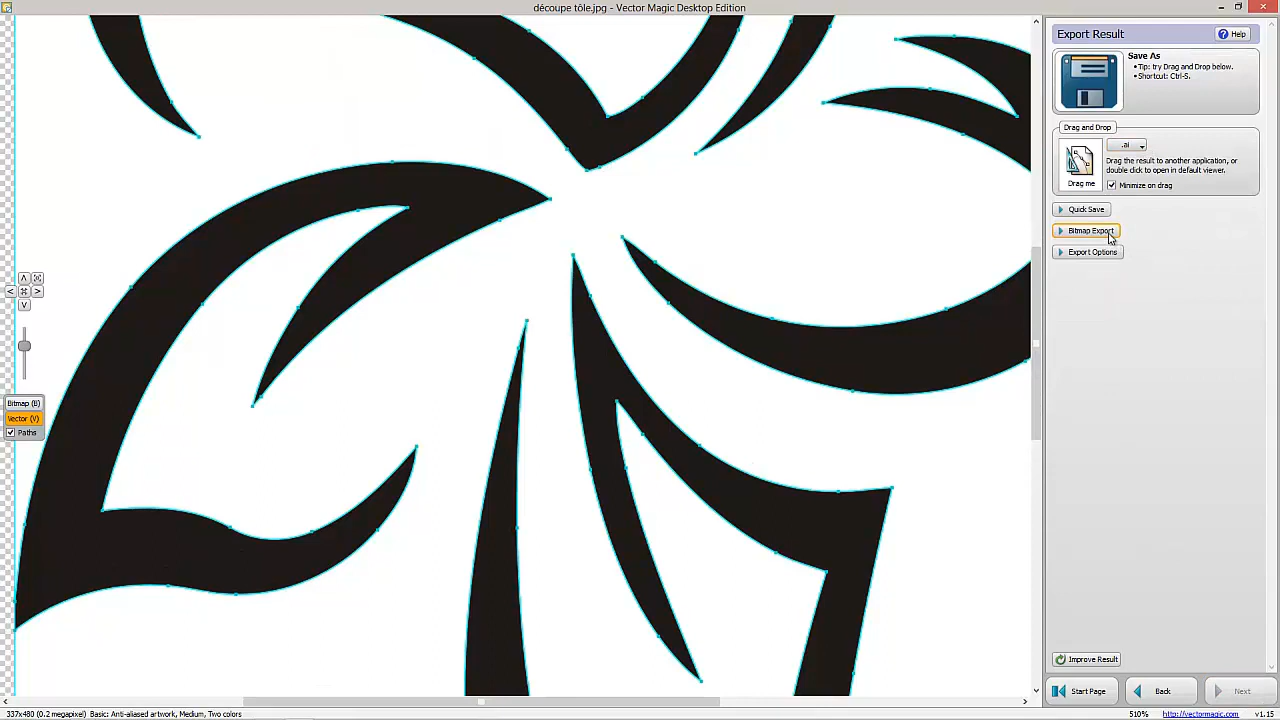 découpe tôle.jpg - Vector Magic Desktop Edition
Export Result
Help
Save As
•Tip: try Drag and Drop below.
•Shortcut: Ctrl-S.
Drag and Drop
.ai
Drag me
Drag the result to another application, or
double click to open in default viewer.
Minimize on drag
Quick Save
Bitmap Export
Export Options
Bitmap (B)
Vector (V)
Paths
Improve Result
Start Page
Back
Next
337x480 (0.2 megapixel) Basic: Anti-aliased artwork, Medium, Two colors
510%
http://vectormagic.com
v1.15